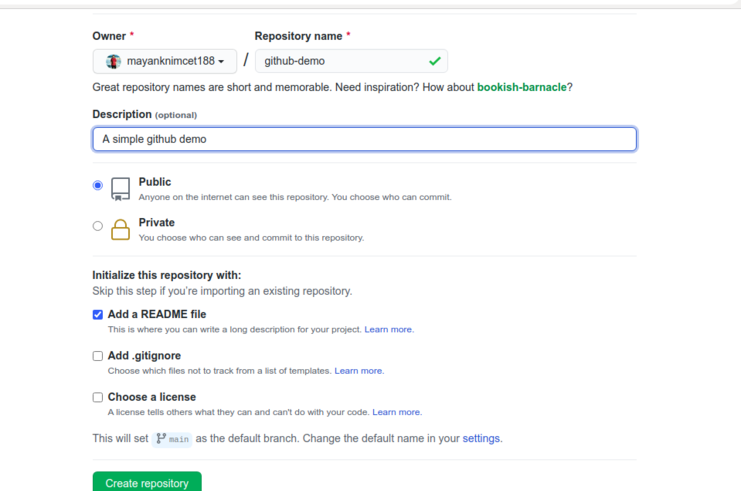 Owner * Repository name *
mayanknimcet188 / github-demo
Great repository names are short and memorable. Need inspiration? How about bookish-barnacle?
Description (optional)
A simple github demo
Public
Anyone on the internet can see this repository. You choose who can commit.
Private
You choose who can see and commit to this repository.
Initialize this repository with:
Skip this step if you're importing an existing repository.
Add a README file
This is where you can write a long description for your project. Learn more.
Add .gitignore
Choose which files not to track from a list of templates. Learn more.
Choose a license
A license tells others what they can and can't do with your code. Learn more.
This will set main as the default branch. Change the default name in your settings.
Create repository